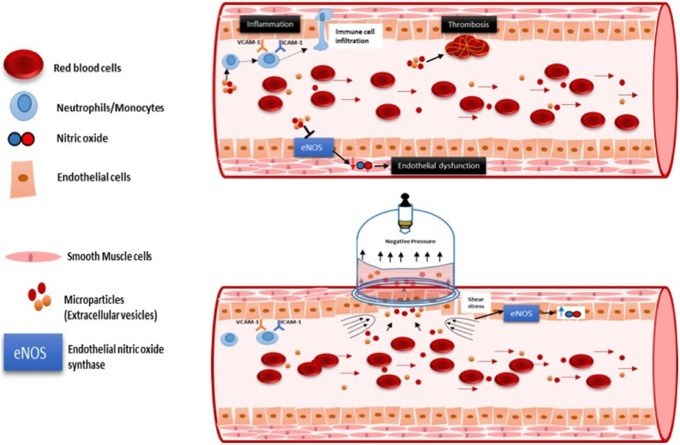 Red blood cells
Neutrophils/Monocytes
Nitric oxide
Endothelial cells
Smooth Muscle cells
Microparticles
(Extracellular vesicles)
eNOS
Endothelial nitric oxide
synthase
Inflammation
VCAM-1
ICAM-1
Immune cell
infiltration
Thrombosis
eNOS
Endothelial dysfunction
Negative Pressure
Shear
stress
eNOS
VCAM-1
ICAM-1